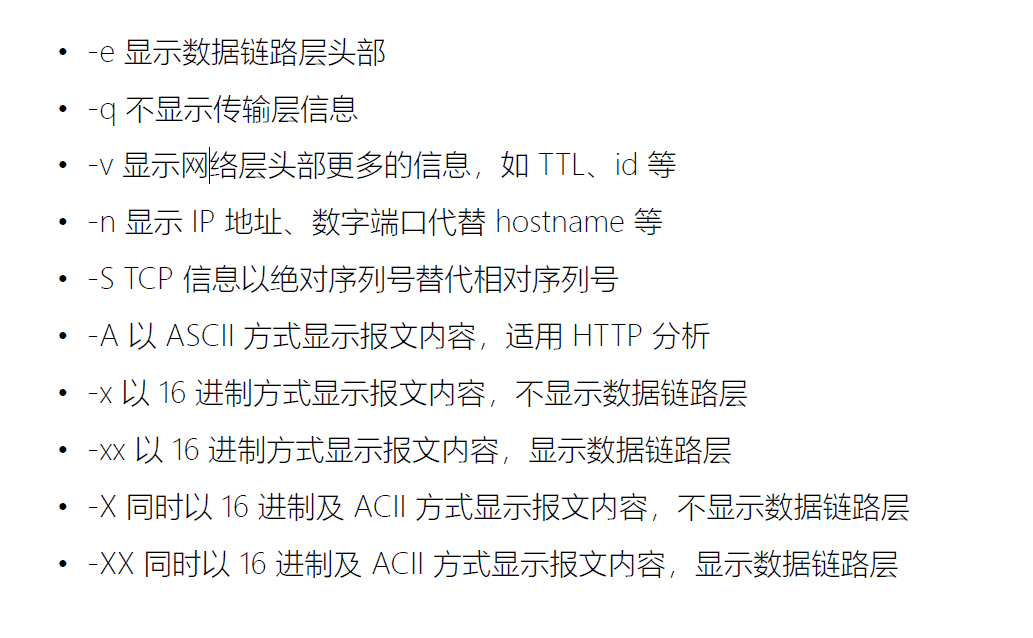 • -e 显示数据链路层头部
• -q 不显示传输层信息
• -v 显示网络层头部更多的信息，如 TTL、id 等
• -n 显示 IP 地址、数字端口代替 hostname 等
• -S TCP 信息以绝对序列号替代相对序列号
• -A 以 ASCII 方式显示报文内容，适用 HTTP 分析
• -x 以 16 进制方式显示报文内容，不显示数据链路层
• -xx 以 16 进制方式显示报文内容，显示数据链路层
• -X 同时以 16 进制及 ACII 方式显示报文内容，不显示数据链路层
• -XX 同时以 16 进制及 ACII 方式显示报文内容，显示数据链路层